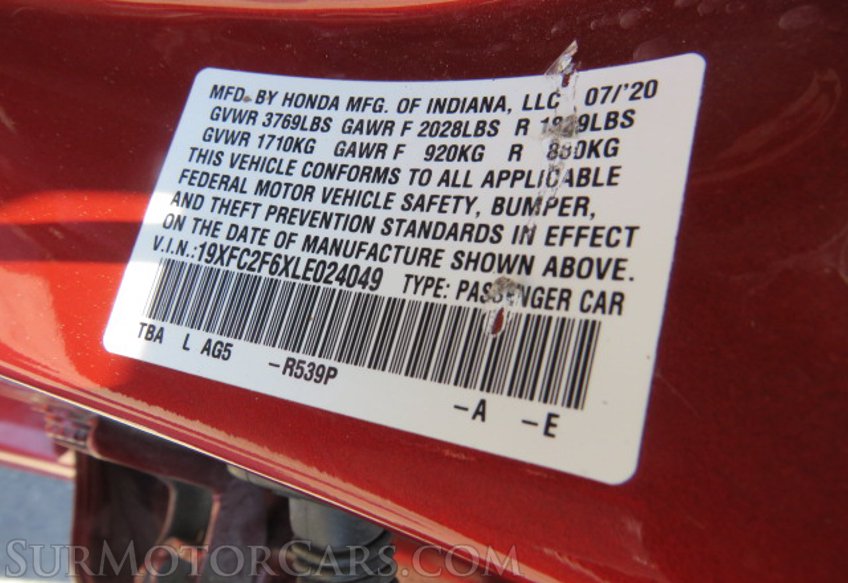 MFD. BY HONDA MFG. OF INDIANA, LLC 07/'20
GVWR 3769LBS GAWR F 2028LBS R
GVWR 1710KG GAWR F 920KG R
THIS VEHICLE CONFORMS TO ALL APPLICABLE
FEDERAL MOTOR VEHICLE SAFETY, BUMPER,
AND THEFT PREVENTION STANDARDS IN EFFECT
ON THE DATE OF MANUFACTURE SHOWN ABOVE.
V.I.N.:19XFC2F6XLE024049 TYPE: PASSENGER CAR
TBA L AG5 -R539P -A -E
SURMOTORCARS.COM